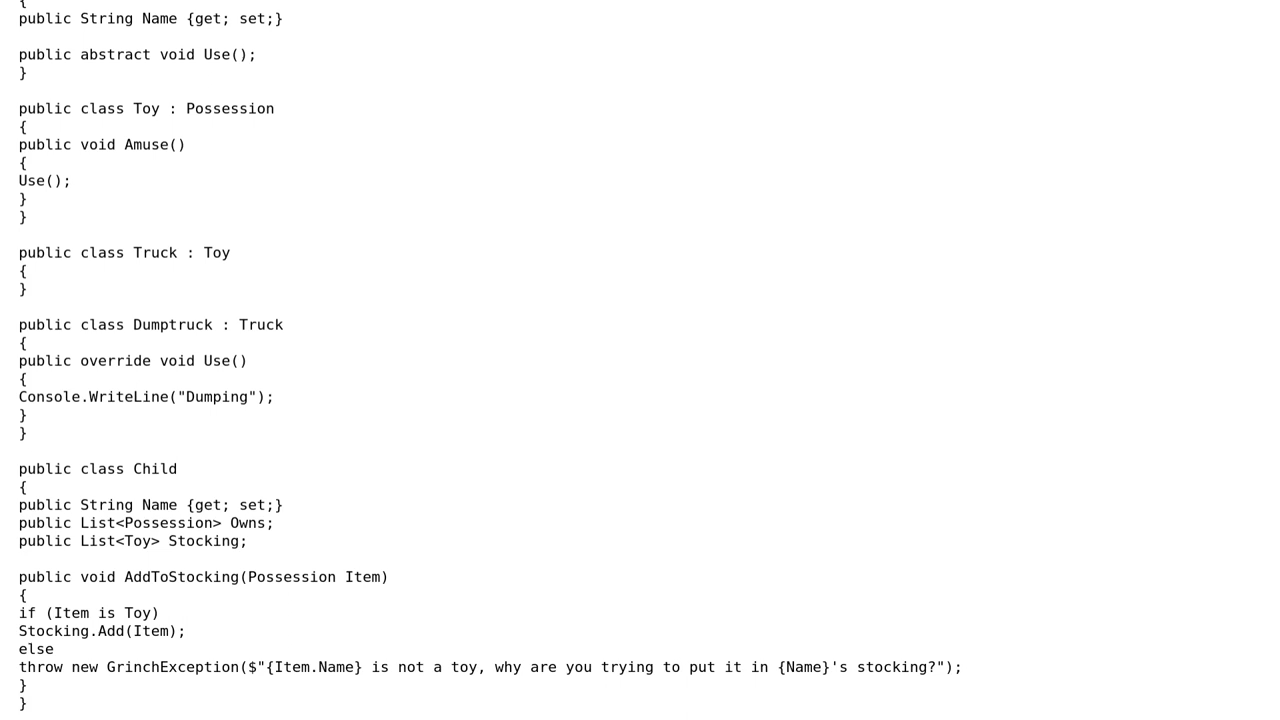 {
public String Name {get; set;}
public abstract void Use();
}
public class Toy : Possession
{
public void Amuse()
{
Use();
}
}
public class Truck : Toy
{
}
public class Dumptruck : Truck
{
public override void Use()
{
Console.WriteLine("Dumping");
}
}
public class Child
{
public String Name {get; set;}
public List<Possession> Owns;
public List<Toy> Stocking;
public void AddToStocking(Possession Item)
{
if (Item is Toy)
Stocking.Add(Item);
else
throw new GrinchException($"{Item.Name} is not a toy, why are you trying to put it in {Name}'s stocking?");
}
}